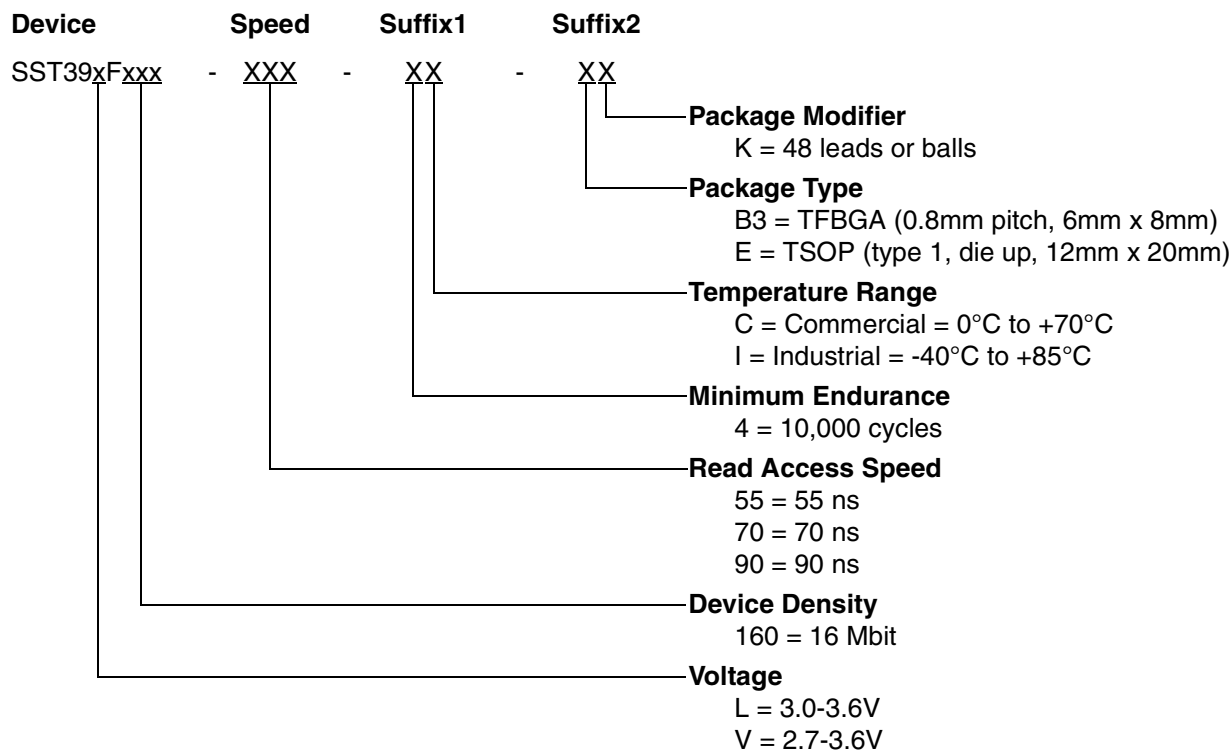 Device Speed Suffix1 Suffix2
SST39xFxxx - XXX - XX - XX
Package Modifier
K = 48 leads or balls
Package Type
B3 = TFBGA (0.8mm pitch, 6mm x 8mm)
E = TSOP (type 1, die up, 12mm x 20mm)
Temperature Range
C = Commercial = 0°C to +70°C
I = Industrial = -40°C to +85°C
Minimum Endurance
4 = 10,000 cycles
Read Access Speed
55 = 55 ns
70 = 70 ns
90 = 90 ns
Device Density
160 = 16 Mbit
Voltage
L = 3.0-3.6V
V = 2.7-3.6V